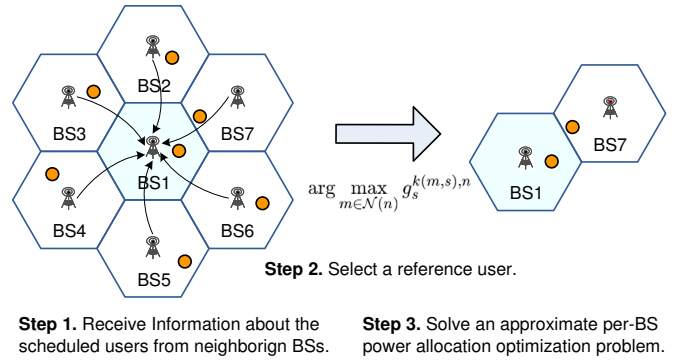 BS2
BS3
BS7
BS1
BS4
BS6
BS5
BS7
BS1
arg max_{m∈𝒩(n)} g_s^{k(m,s),n}
Step 2. Select a reference user.
Step 1. Receive Information about the
scheduled users from neighborign BSs.
Step 3. Solve an approximate per-BS
power allocation optimization problem.